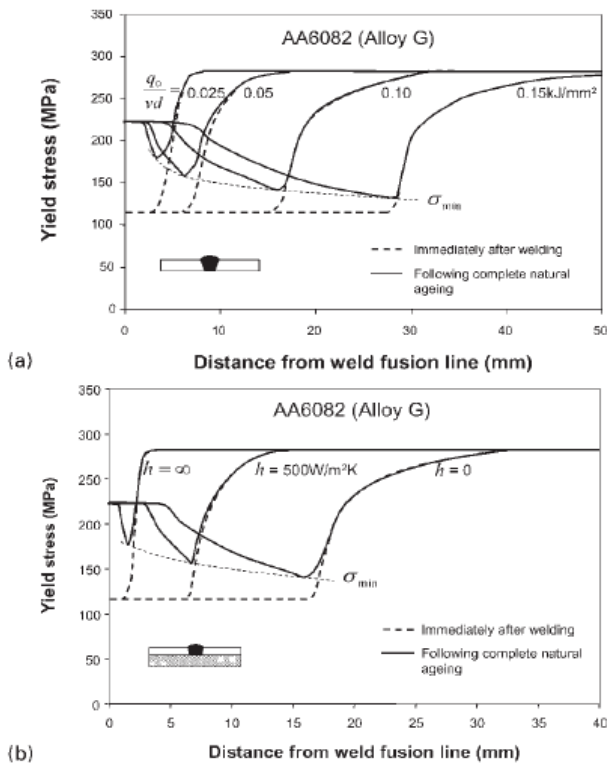 350
300
250
200
150
100
50
0
Yield stress (MPa)
AA6082 (Alloy G)
q₀/vd = 0.025 0.05 0.10 0.15kJ/mm²
σmin
Immediately after welding
Following complete natural
ageing
0 10 20 30 40 50
(a) Distance from weld fusion line (mm)
350
300
250
200
150
100
50
0
Yield stress (MPa)
AA6082 (Alloy G)
h = ∞ h = 500W/m²K h = 0
σmin
Immediately after welding
Following complete natural
ageing
0 5 10 15 20 25 30 35 40
(b) Distance from weld fusion line (mm)